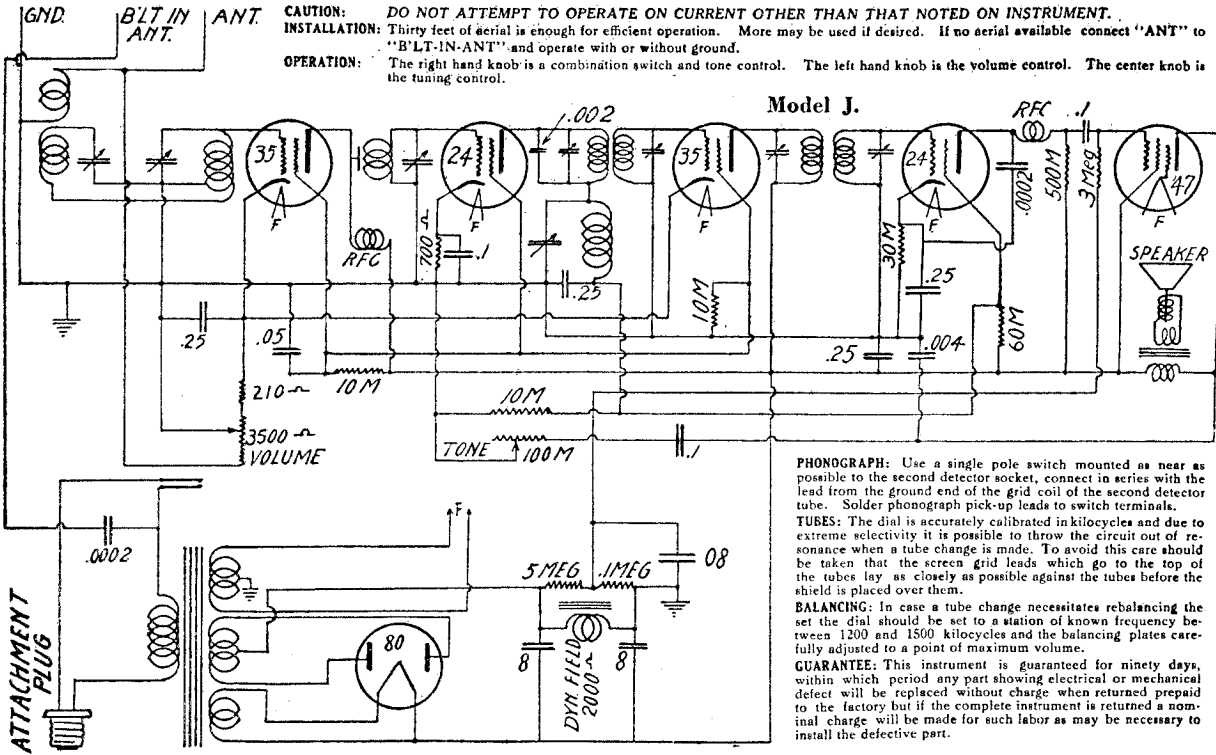 GND.
B'LT IN
ANT.
ANT.
CAUTION: DO NOT ATTEMPT TO OPERATE ON CURRENT OTHER THAN THAT NOTED ON INSTRUMENT.
INSTALLATION: Thirty feet of aerial is enough for efficient operation. More may be used if desired. If no aerial available connect "ANT" to
"B'LT-IN-ANT" and operate with or without ground.
OPERATION: The right hand knob is a combination switch and tone control. The left hand knob is the volume control. The center knob is
the tuning control.
Model J.
35
F
RFC
24
F
700 Ω
.1
.002
.25
35
F
10M
24
F
30M
.25
.0002
RFC
.1
500M
3 Meg
47
F
SPEAKER
.25
.05
10M
.25
.004
60M
210 Ω
3500 Ω
VOLUME
10M
TONE
100M
.1
.0002
F
5 MEG
.1MEG
08
80
8
8
DYN. FIELD
2000 Ω
ATTACHMENT
PLUG
PHONOGRAPH: Use a single pole switch mounted as near as
possible to the second detector socket, connect in series with the
lead from the ground end of the grid coil of the second detector
tube. Solder phonograph pick-up leads to switch terminals.
TUBES: The dial is accurately calibrated in kilocycles and due to
extreme selectivity it is possible to throw the circuit out of re-
sonance when a tube change is made. To avoid this care should
be taken that the screen grid leads which go to the top of
the tubes lay as closely as possible against the tubes before the
shield is placed over them.
BALANCING: In case a tube change necessitates rebalancing the
set the dial should be set to a station of known frequency be-
tween 1200 and 1500 kilocycles and the balancing plates care-
fully adjusted to a point of maximum volume.
GUARANTEE: This instrument is guaranteed for ninety days,
within which period any part showing electrical or mechanical
defect will be replaced without charge when returned prepaid
to the factory but if the complete instrument is returned a nom-
inal charge will be made for such labor as may be necessary to
install the defective part.